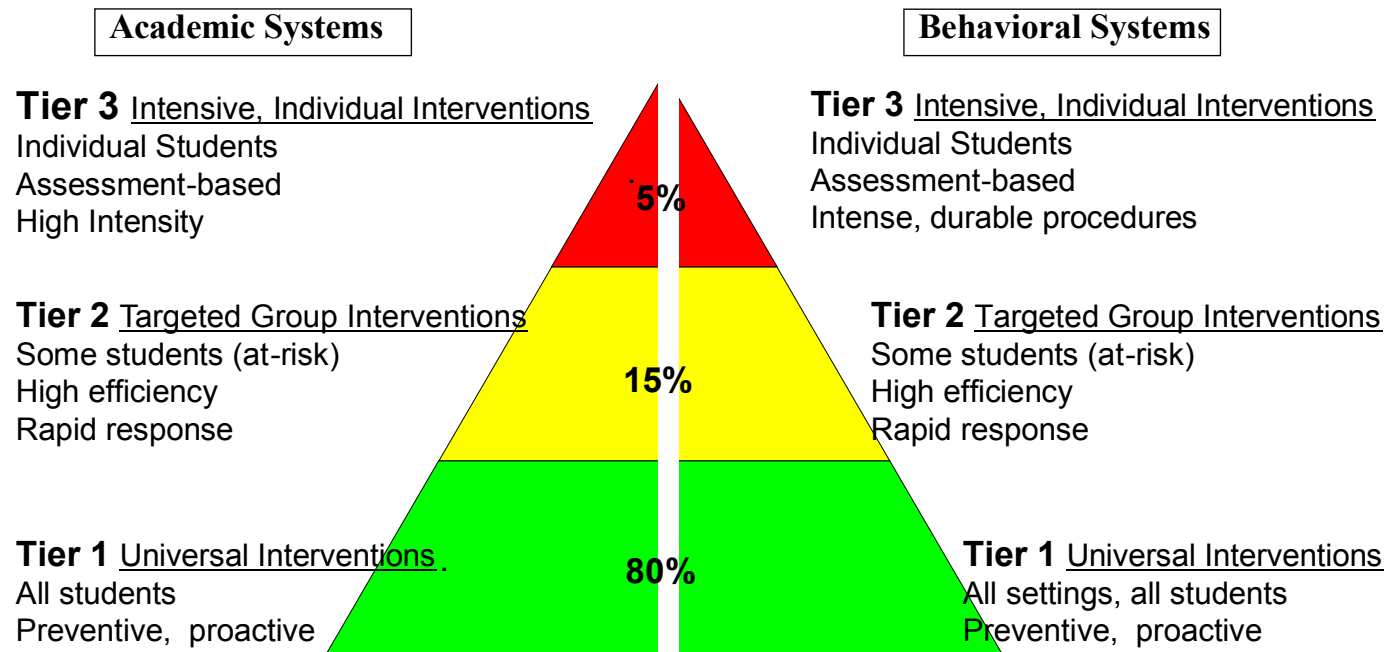 Academic Systems
Tier 3 Intensive, Individual Interventions
Individual Students
Assessment-based
High Intensity
Tier 2 Targeted Group Interventions
Some students (at-risk)
High efficiency
Rapid response
Tier 1 Universal Interventions.
All students
Preventive, proactive
5%
15%
80%
Behavioral Systems
Tier 3 Intensive, Individual Interventions
Individual Students
Assessment-based
Intense, durable procedures
Tier 2 Targeted Group Interventions
Some students (at-risk)
High efficiency
Rapid response
Tier 1 Universal Interventions
All settings, all students
Preventive, proactive